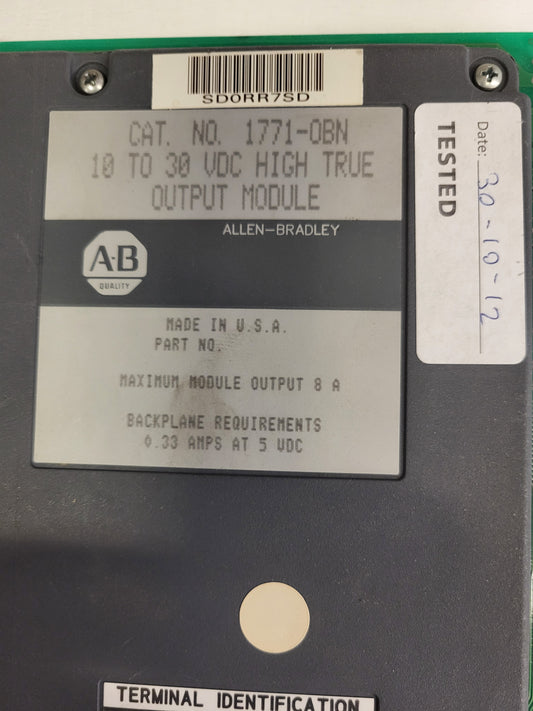 SD0RR7SD
CAT. NO. 1771-OBN
10 TO 30 VDC HIGH TRUE
OUTPUT MODULE
ALLEN-BRADLEY
A-B
QUALITY
MADE IN U.S.A.
PART NO.
MAXIMUM MODULE OUTPUT 8 A
BACKPLANE REQUIREMENTS
0.33 AMPS AT 5 VDC
Date: 30-10-12
TESTED
TERMINAL IDENTIFICATION